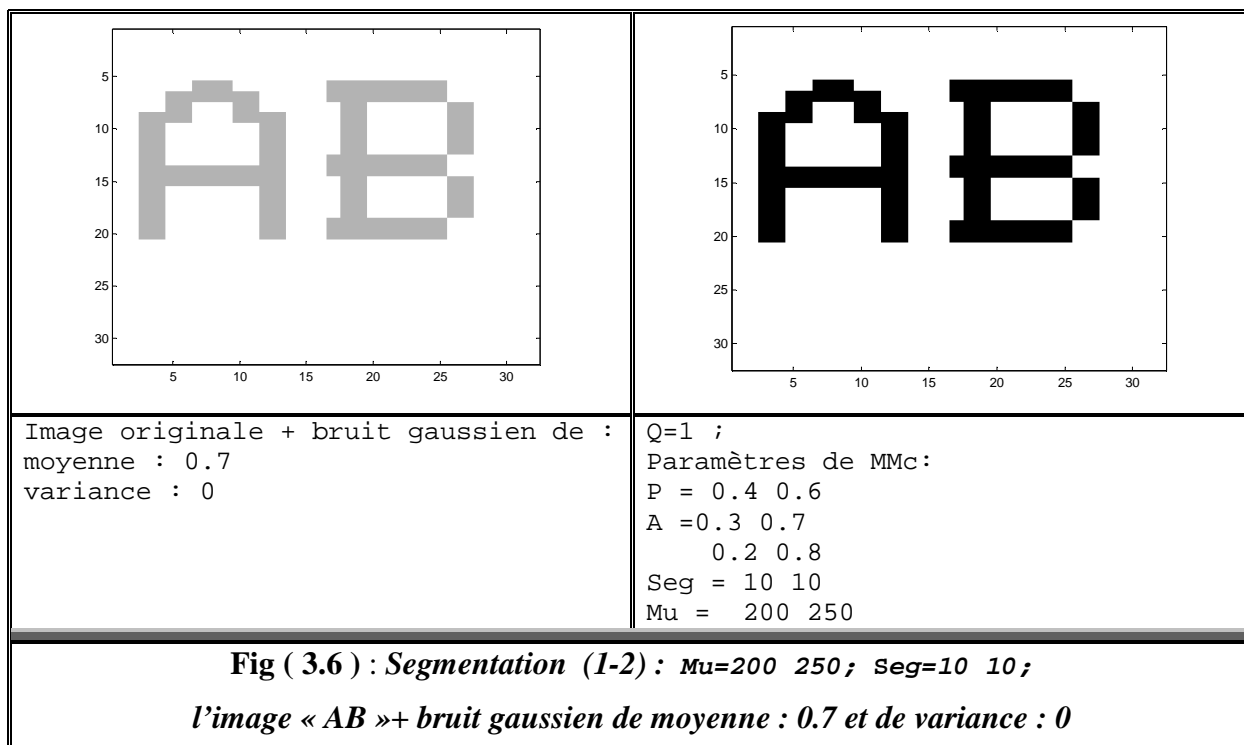 5
10
15
20
25
30
5 10 15 20 25 30
5
10
15
20
25
30
5 10 15 20 25 30
Image originale + bruit gaussien de :
moyenne : 0.7
variance : 0
Q=1 ;
Paramètres de MMc:
P = 0.4 0.6
A =0.3 0.7
0.2 0.8
Seg = 10 10
Mu = 200 250
Fig ( 3.6 ) : Segmentation (1-2) : Mu=200 250; Seg=10 10;
l'image « AB »+ bruit gaussien de moyenne : 0.7 et de variance : 0